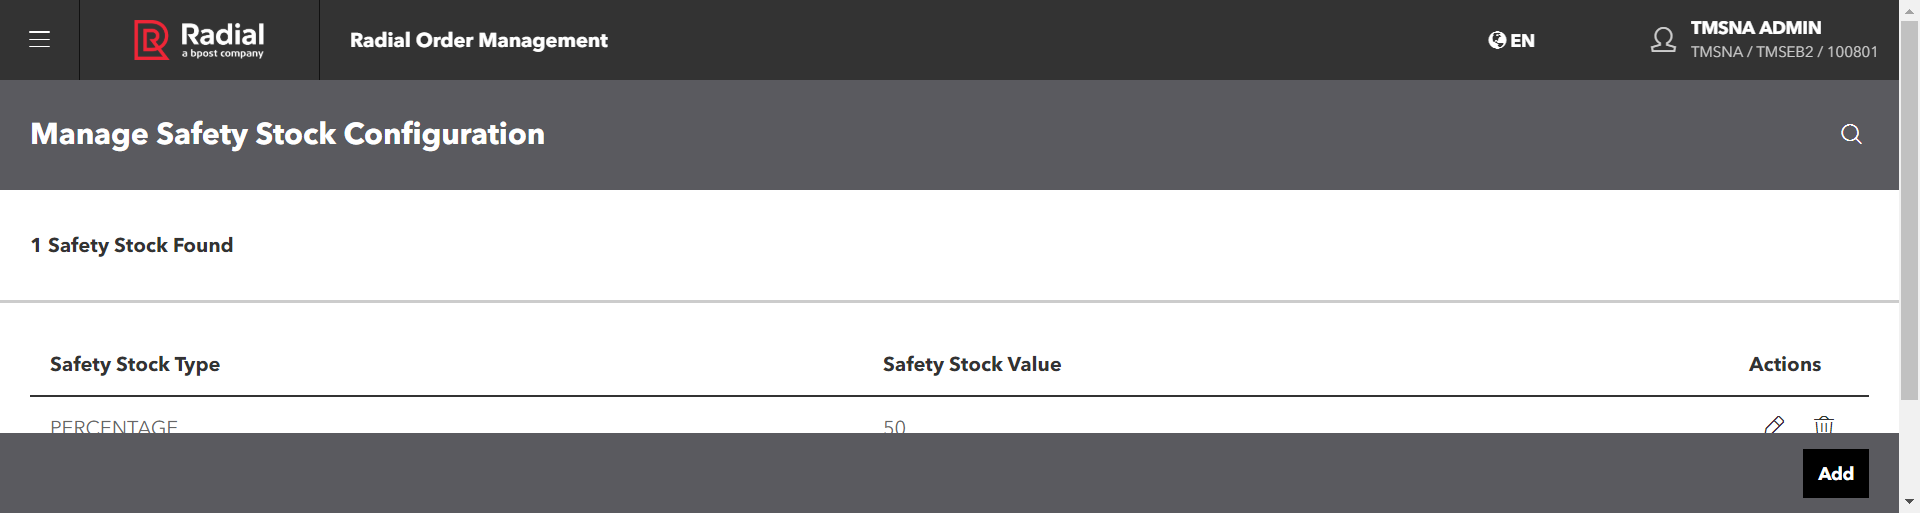 Radial
a bpost company
Radial Order Management
EN
TMSNA ADMIN
TMSNA / TMSEB2 / 100801
Manage Safety Stock Configuration
1 Safety Stock Found
Safety Stock Type Safety Stock Value Actions
PERCENTAGE 50
Add